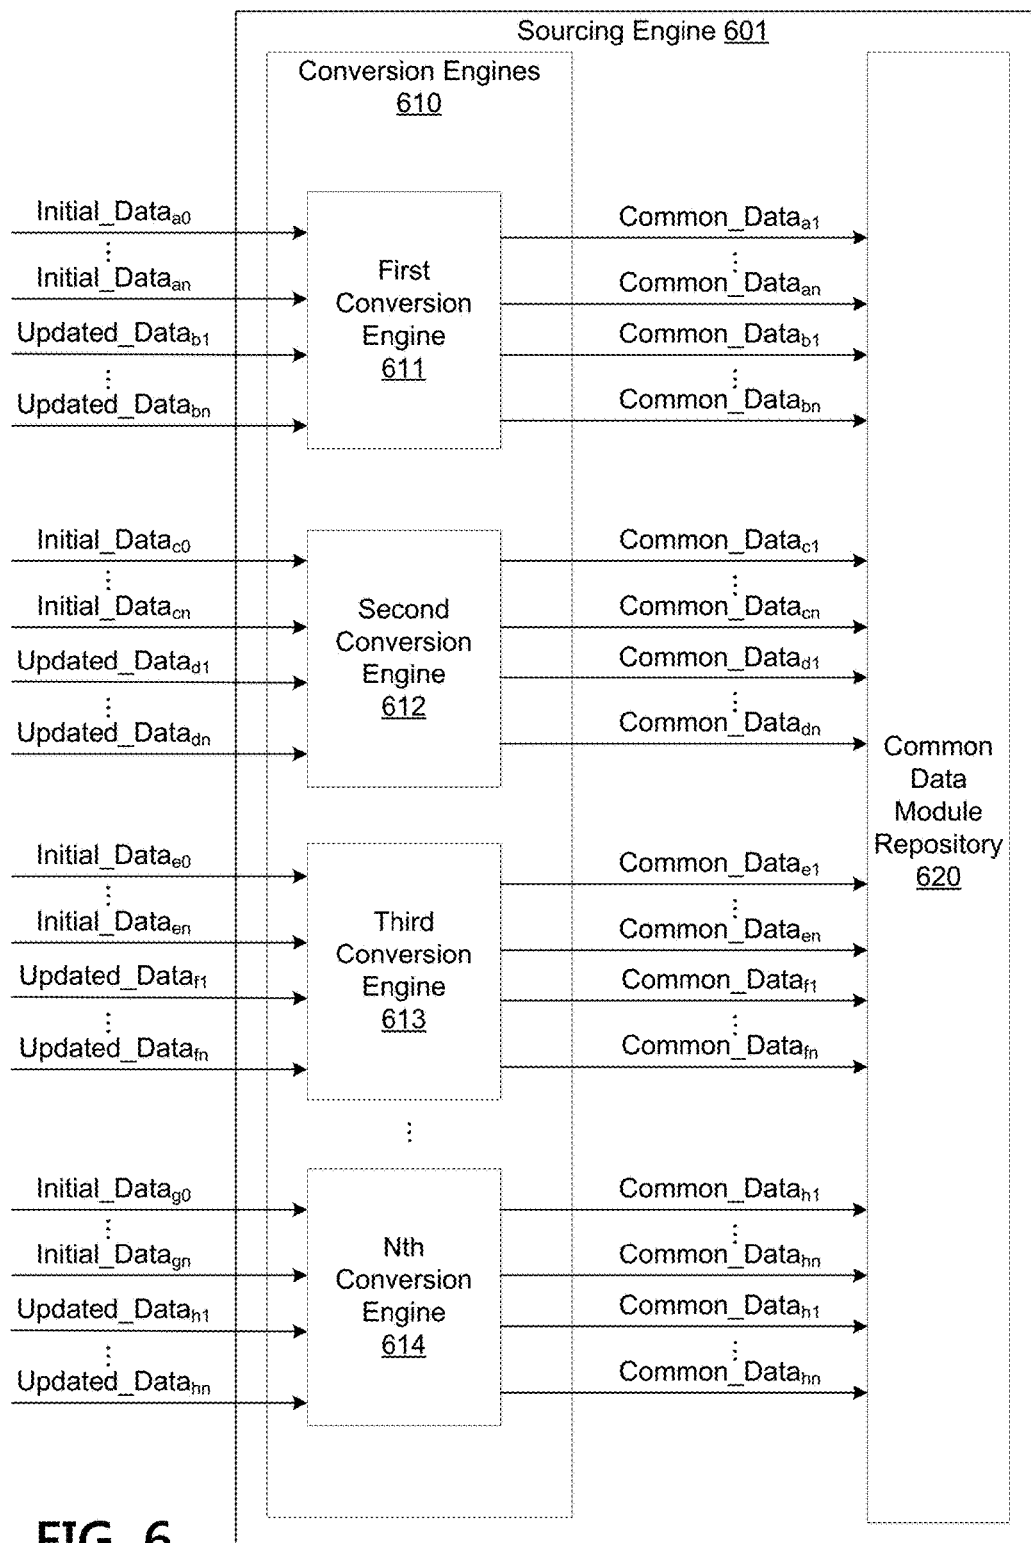 Sourcing Engine 601
Conversion Engines
610
Initial_Dataa0
Initial_Dataan
Updated_Datab1
Updated_Databn
First
Conversion
Engine
611
Common_Dataa1
Common_Dataan
Common_Datab1
Common_Databn
Initial_Datac0
Initial_Datacn
Updated_Datad1
Updated_Datadn
Second
Conversion
Engine
612
Common_Datac1
Common_Datacn
Common_Datad1
Common_Datadn
Common
Data
Module
Repository
620
Initial_Datae0
Initial_Dataen
Updated_Dataf1
Updated_Datafn
Third
Conversion
Engine
613
Common_Datae1
Common_Dataen
Common_Dataf1
Common_Datafn
Initial_Datag0
Initial_Datagn
Updated_Datah1
Updated_Datahn
Nth
Conversion
Engine
614
Common_Datah1
Common_Datahn
Common_Datah1
Common_Datahn
FIG. 6